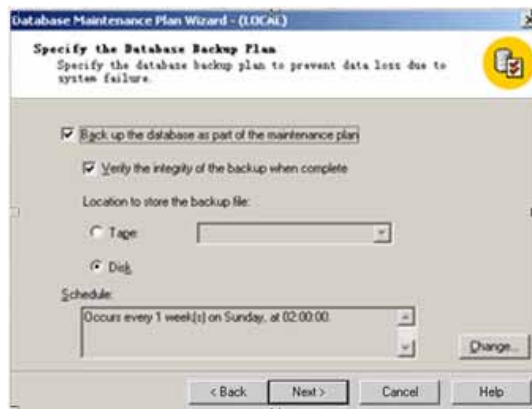 Database Maintenance Plan Wizard - (LOCAL)
Specify the Database Backup Plan
Specify the database backup plan to prevent data loss due to
system failure.
Back up the database as part of the maintenance plan
Verify the integrity of the backup when complete
Location to store the backup file:
Tape
Disk
Schedule:
Occurs every 1 week(s) on Sunday, at 02:00:00.
Change...
< Back
Next >
Cancel
Help